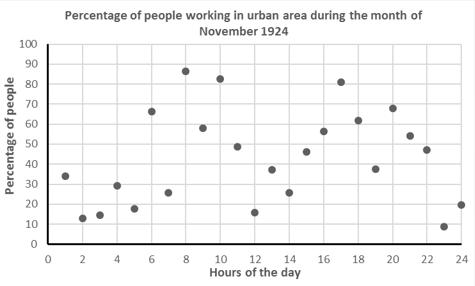 Percentage of people working in urban area during the month of
November 1924
100
90
80
70
60
50
40
30
20
10
0
Percentage of people
0 2 4 6 8 10 12 14 16 18 20 22 24
Hours of the day